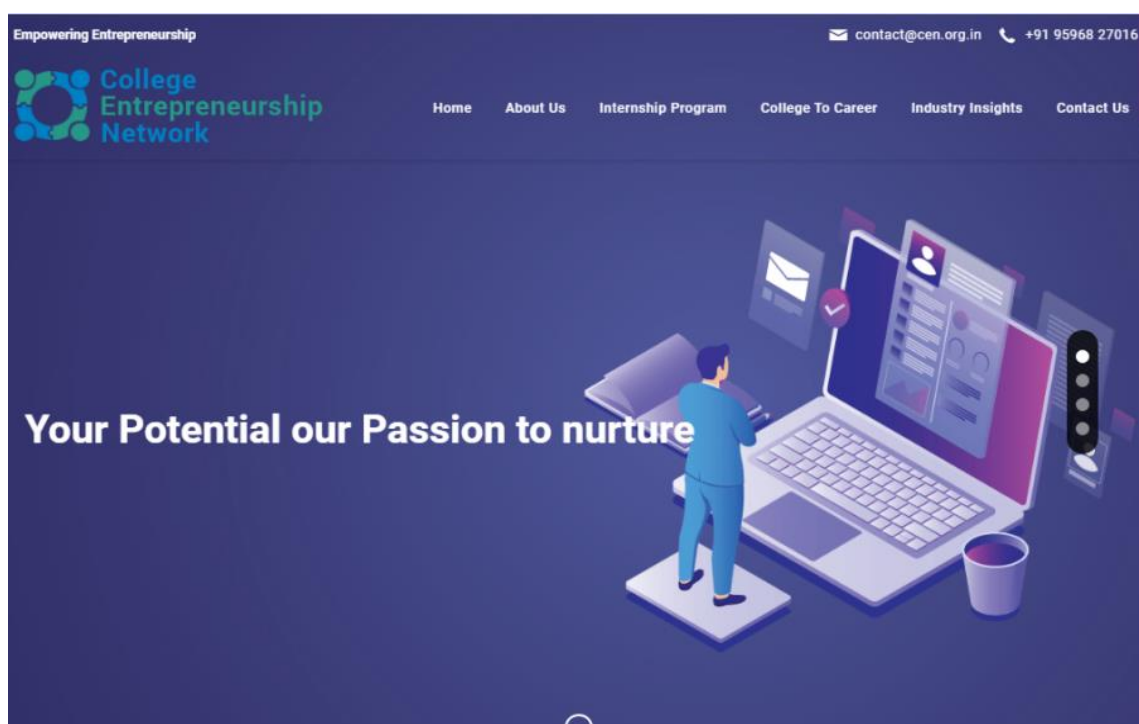 Empowering Entrepreneurship
contact@cen.org.in +91 95968 27016
College
Entrepreneurship
Network
Home About Us Internship Program College To Career Industry Insights Contact Us
Your Potential our Passion to nurture